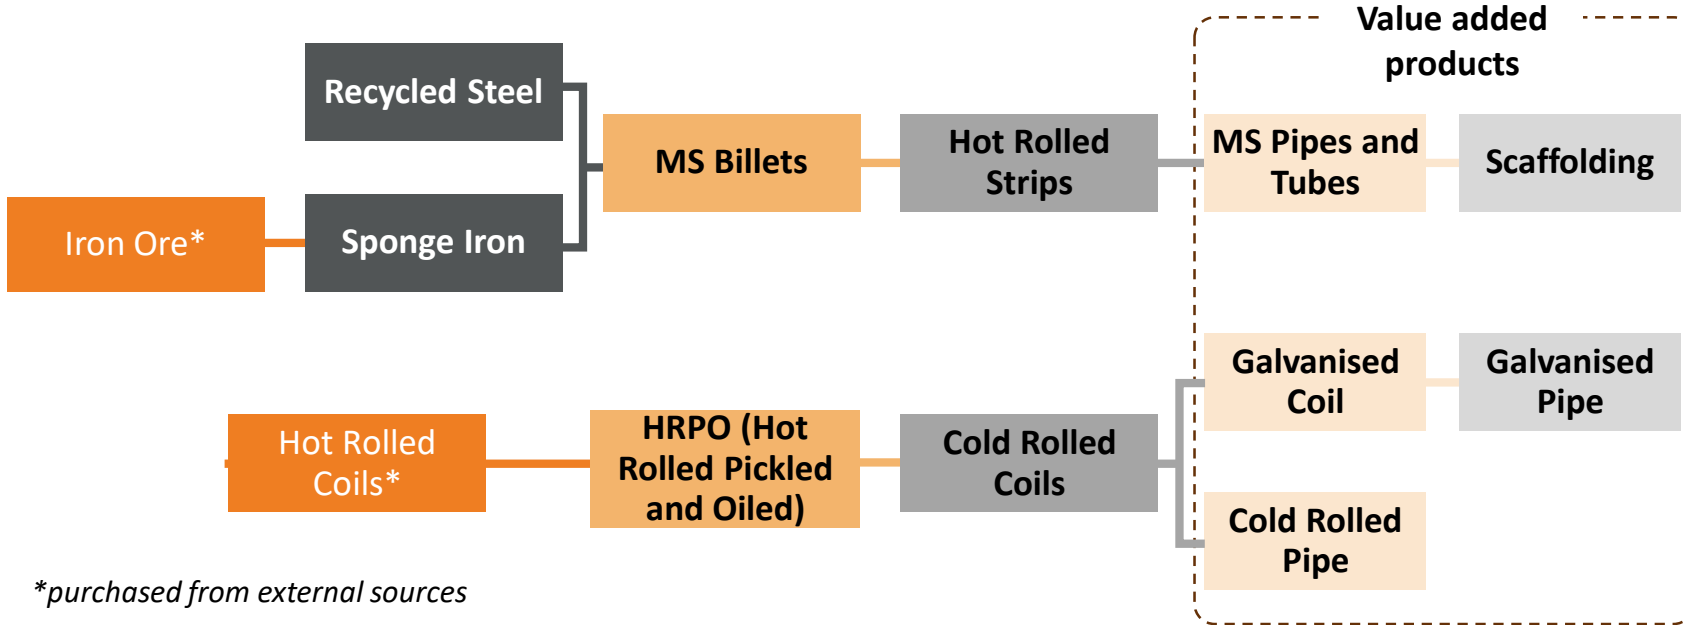 Value added
products
Recycled Steel
MS Billets
Hot Rolled
Strips
MS Pipes and
Tubes
Scaffolding
Iron Ore*
Sponge Iron
Galvanised
Coil
Galvanised
Pipe
Hot Rolled
Coils*
HRPO (Hot
Rolled Pickled
and Oiled)
Cold Rolled
Coils
Cold Rolled
Pipe
*purchased from external sources